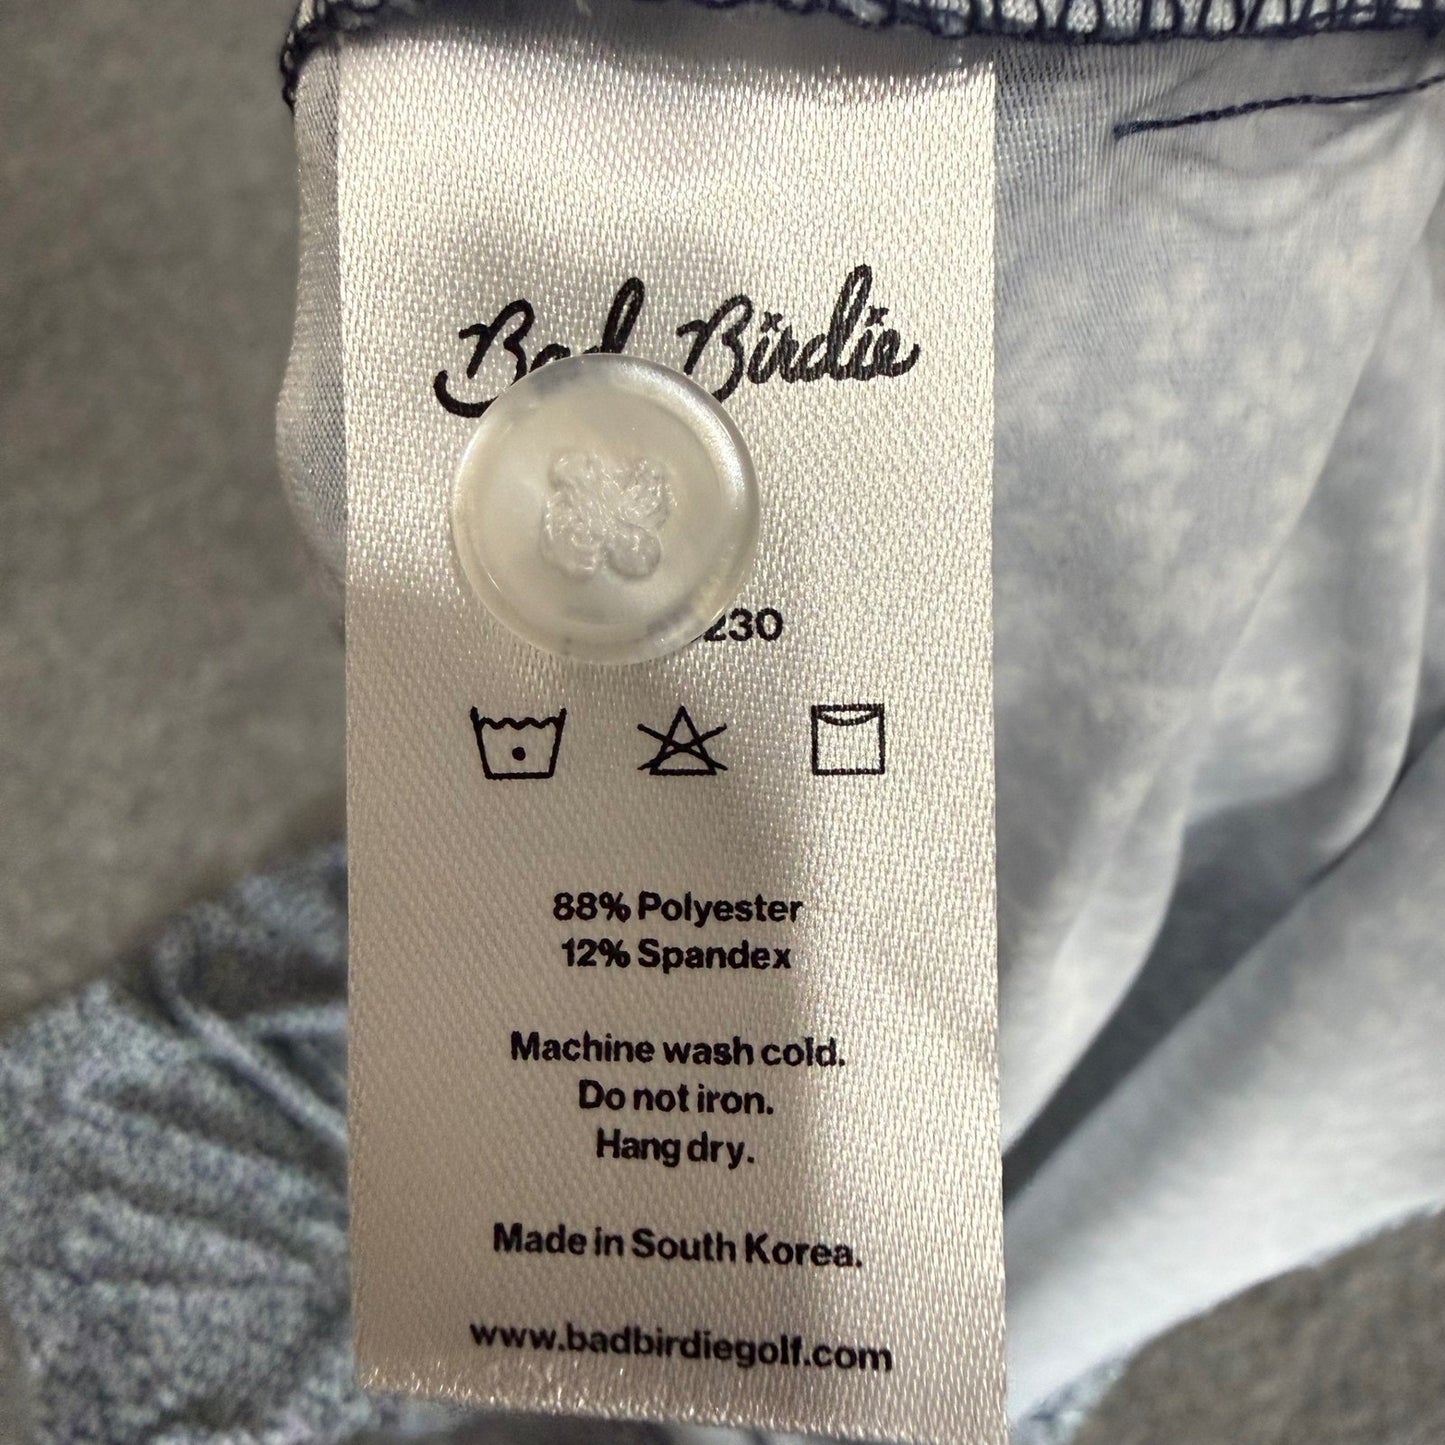 Bad Birdie
230
88% Polyester
12% Spandex
Machine wash cold.
Do not iron.
Hang dry.
Made in South Korea.
www.badbirdiegolf.com